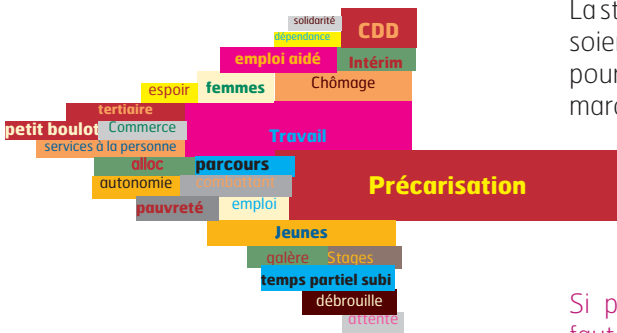 solidarité
CDD
dépendance
emploi aidé
Intérim
espoir
femmes
Chômage
tertiaire
petit boulot
Commerce
Travail
services à la personne
alloc
parcours
autonomie
combattant
Précarisation
pauvreté
emploi
Jeunes
galère
Stages
temps partiel subi
débrouille
attente
La st
soie
pour
marc
Si p
faut